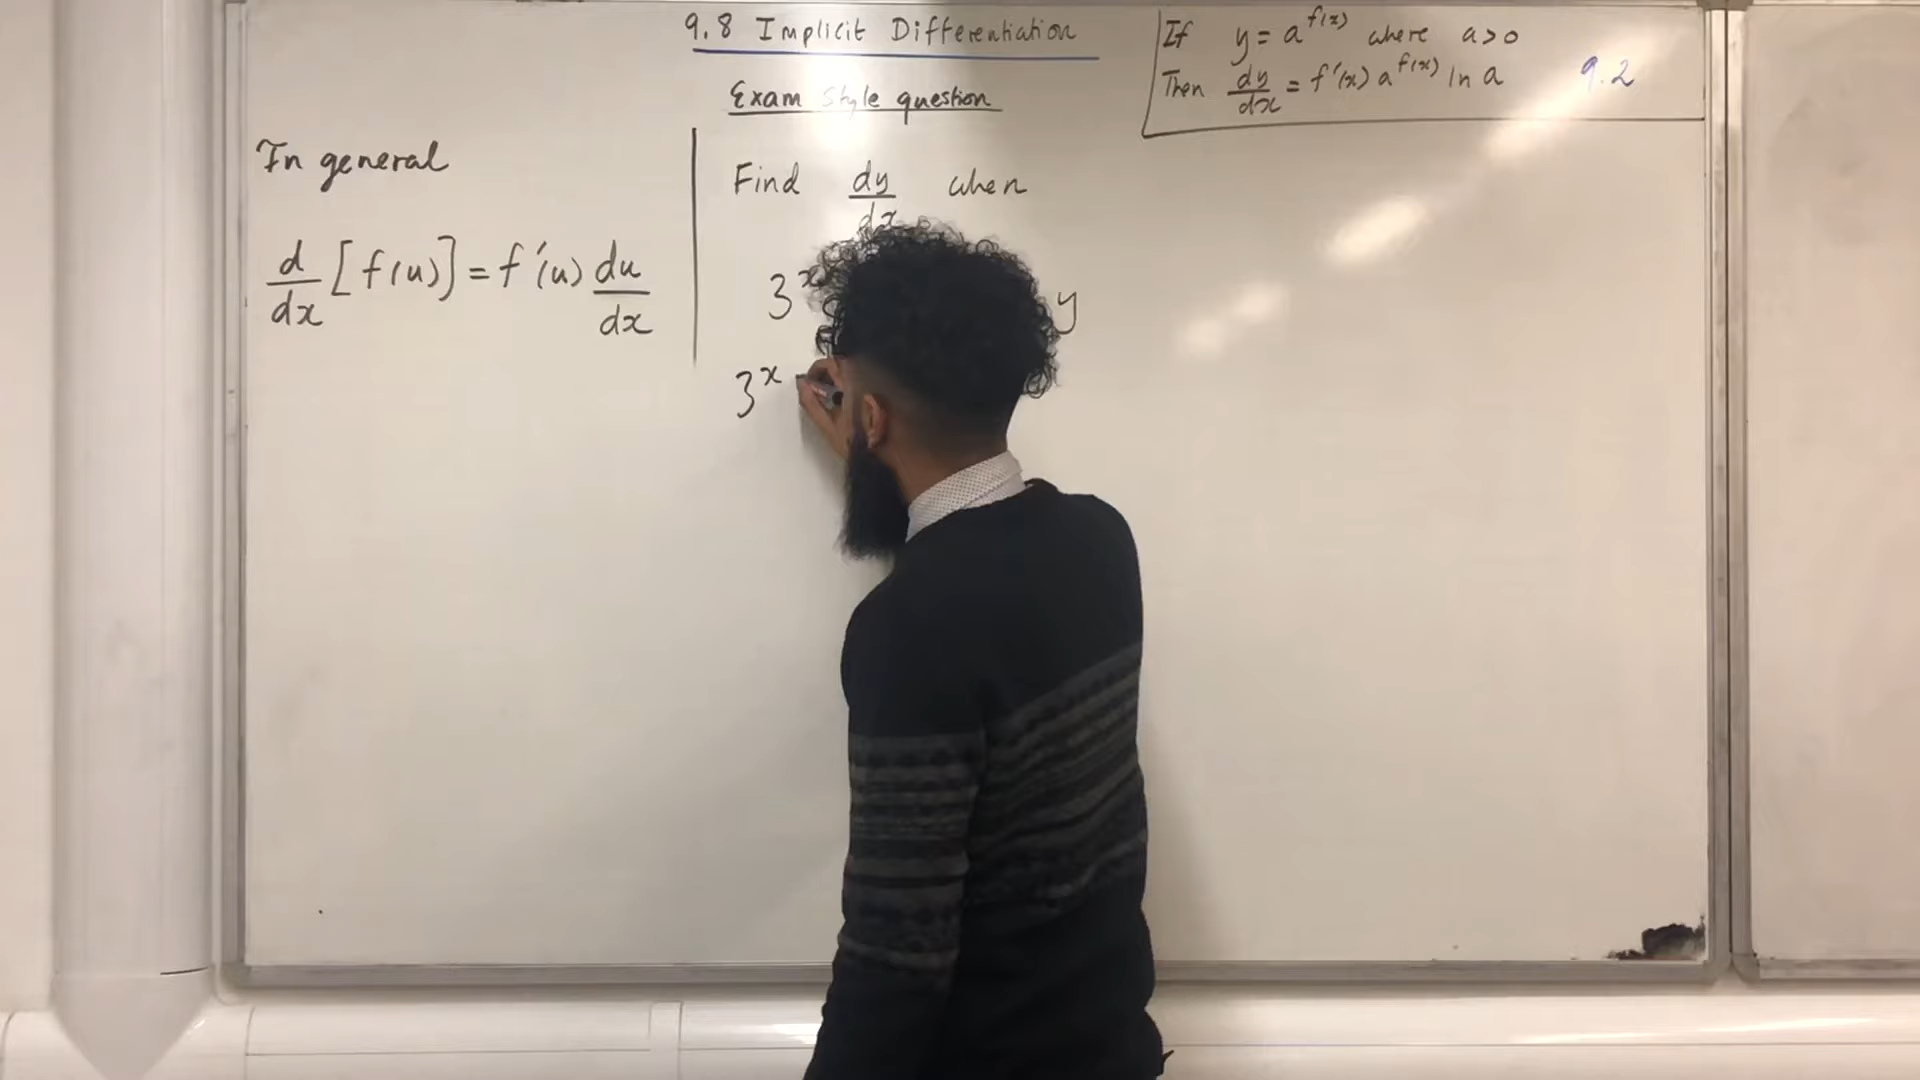 9.8 Implicit Differentiation
Exam Style question
If y = a^f(x) where a > 0
Then dy/dx = f'(x) a^f(x) ln a
9.2
In general
d/dx [f(u)] = f'(u) du/dx
Find dy/dx when
3^x y
3^x